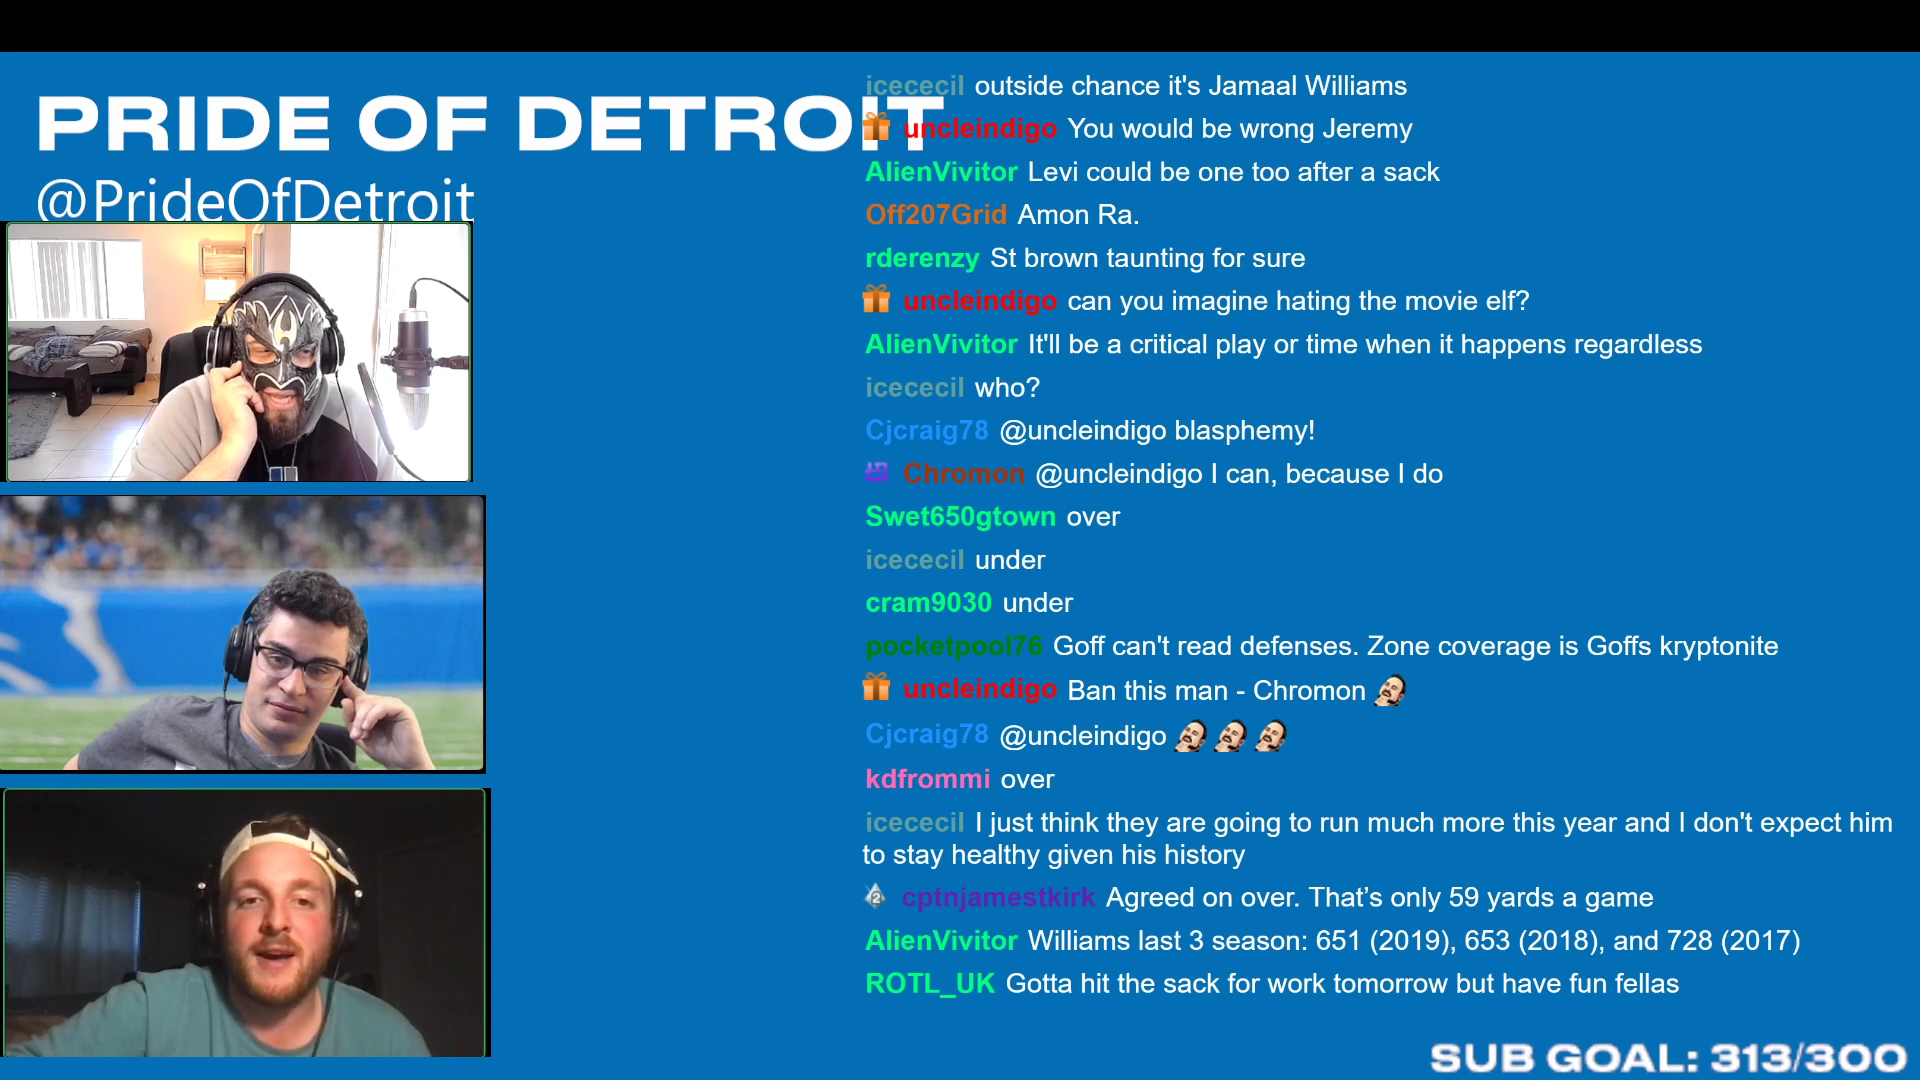 PRIDE OF DETROIT
@PrideOfDetroit
icececil outside chance it's Jamaal Williams
uncleindigo You would be wrong Jeremy
AlienVivitor Levi could be one too after a sack
Off207Grid Amon Ra.
rderenzy St brown taunting for sure
uncleindigo can you imagine hating the movie elf?
AlienVivitor It'll be a critical play or time when it happens regardless
icececil who?
Cjcraig78 @uncleindigo blasphemy!
Chromon @uncleindigo I can, because I do
Swet650gtown over
icececil under
cram9030 under
pocketpool76 Goff can't read defenses. Zone coverage is Goffs kryptonite
uncleindigo Ban this man - Chromon
Cjcraig78 @uncleindigo
kdfrommi over
icececil I just think they are going to run much more this year and I don't expect him
to stay healthy given his history
2 cptnjamestkirk Agreed on over. That’s only 59 yards a game
AlienVivitor Williams last 3 season: 651 (2019), 653 (2018), and 728 (2017)
ROTL_UK Gotta hit the sack for work tomorrow but have fun fellas
SUB GOAL: 313/300